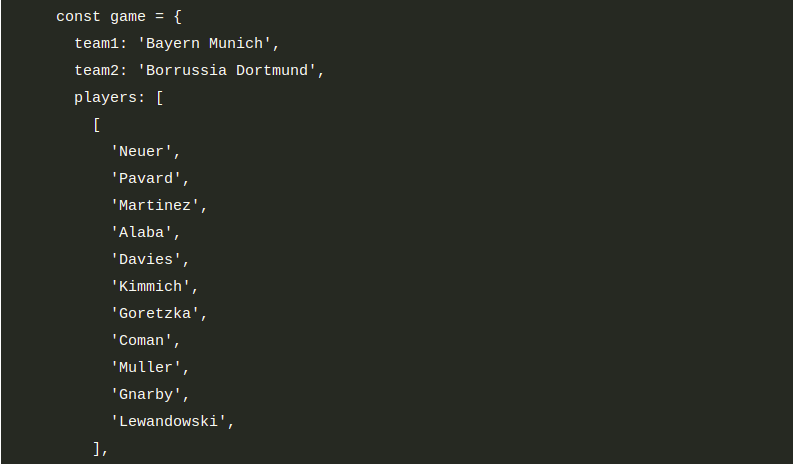 const game = {
team1: 'Bayern Munich',
team2: 'Borrussia Dortmund',
players: [
[
'Neuer',
'Pavard',
'Martinez',
'Alaba',
'Davies',
'Kimmich',
'Goretzka',
'Coman',
'Muller',
'Gnarby',
'Lewandowski',
],